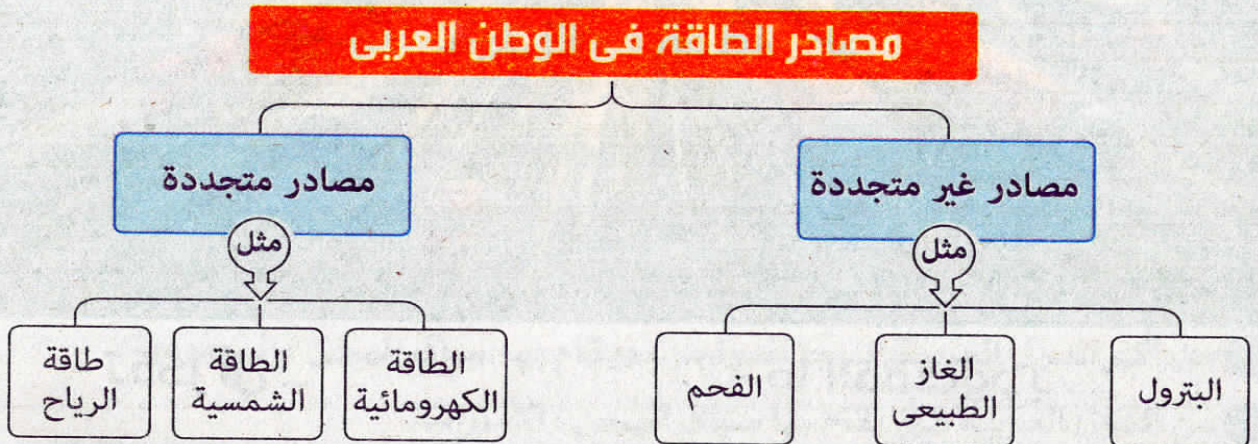 مصادر الطاقة فى الوطن العربى
مصادر غير متجددة
مثل
البترول
الغاز
الطبيعى
الفحم
مصادر متجددة
مثل
الطاقة
الكهرومائية
الطاقة
الشمسية
طاقة
الرياح